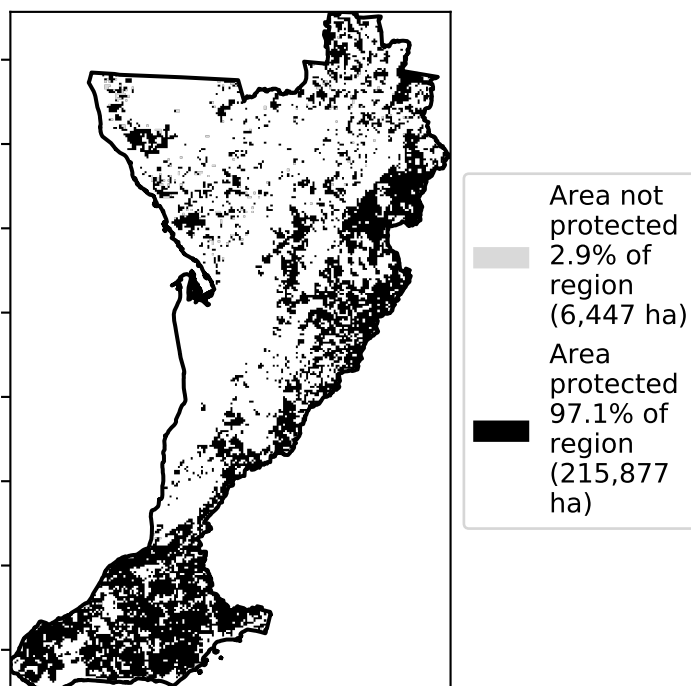 Area not
protected
2.9% of
region
(6,447 ha)
Area
protected
97.1% of
region
(215,877
ha)